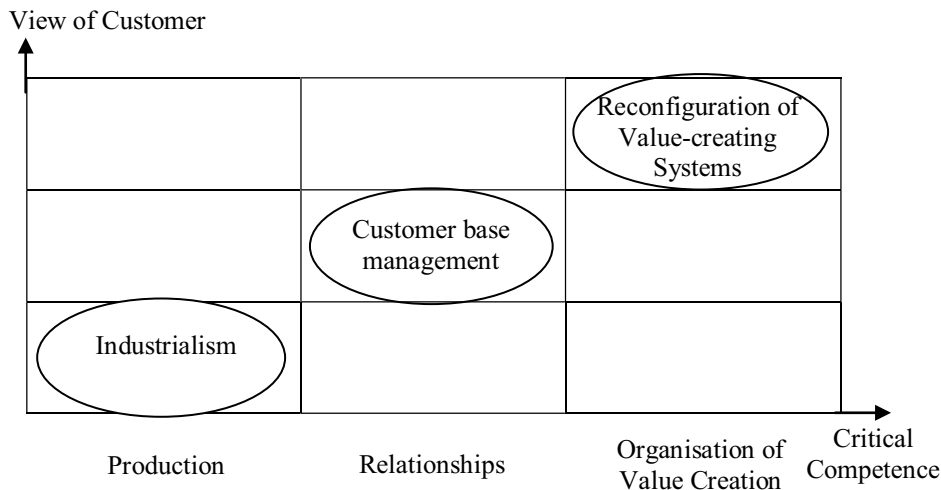 View of Customer
Reconfiguration of
Value-creating
Systems
Customer base
management
Industrialism
Production
Relationships
Organisation of
Value Creation
Critical
Competence